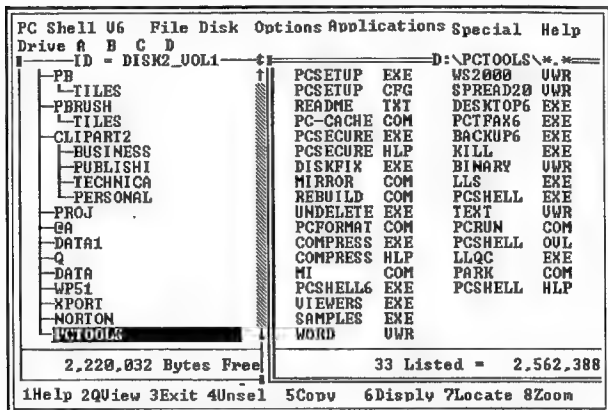 PC Shell V6 File Disk Options Applications Special Help
Drive A B C D
ID = DISK2_VOL1 D:\PCTOOLS\*.*
PB PCSETUP EXE WS2000 VWR
TILES PCSETUP CFG SPREAD20 VWR
PBRUSH README TXT DESKTOP6 EXE
TILES PC-CACHE COM PCTFAX6 EXE
CLIPART2 PCSECURE EXE BACKUP6 EXE
BUSINESS PCSECURE HLP KILL EXE
PUBLISHI DISKFIX EXE BINARY VWR
TECHNICA MIRROR COM LLS EXE
PERSONAL REBUILD COM PCSHELL EXE
PROJ UNDELETE EXE TEXT VWR
@A PCFORMAT COM PCRUN COM
DATA1 COMPRESS EXE PCSHELL OVL
Q COMPRESS HLP LLQC EXE
DATA MI COM PARK COM
WP51 PCSHELL6 EXE PCSHELL HLP
XPORT VIEWERS EXE
NORTON SAMPLES EXE
PCTOOLS WORD VWR
2,220,032 Bytes Free 33 Listed = 2,562,388
1Help 2QView 3Exit 4Unsel 5Copy 6Disply 7Locate 8Zoom